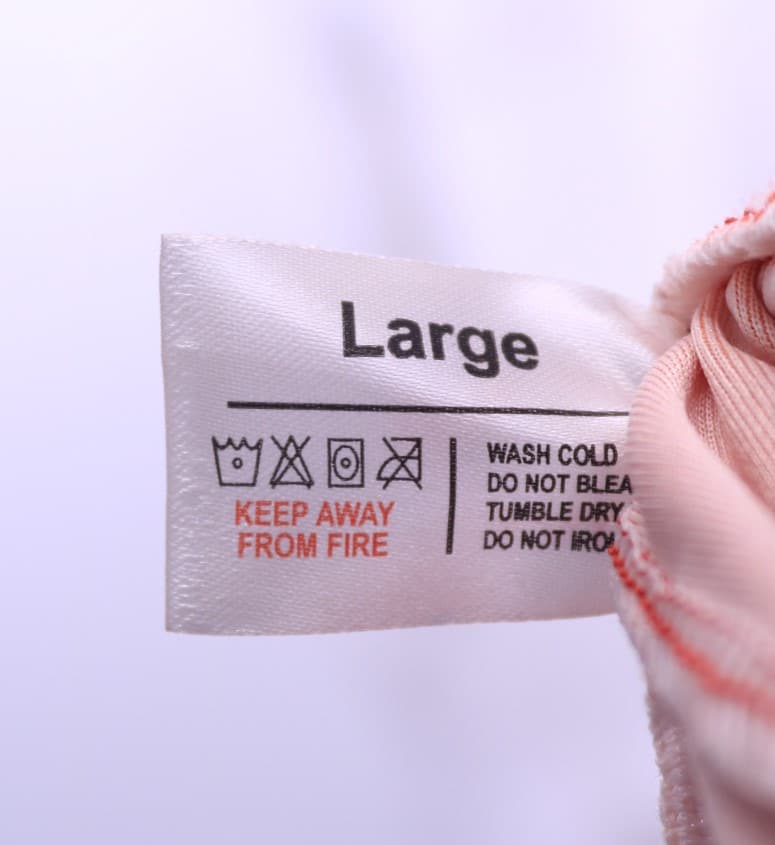 Large
KEEP AWAY
FROM FIRE
WASH COLD
DO NOT BLEA
TUMBLE DRY
DO NOT IRO